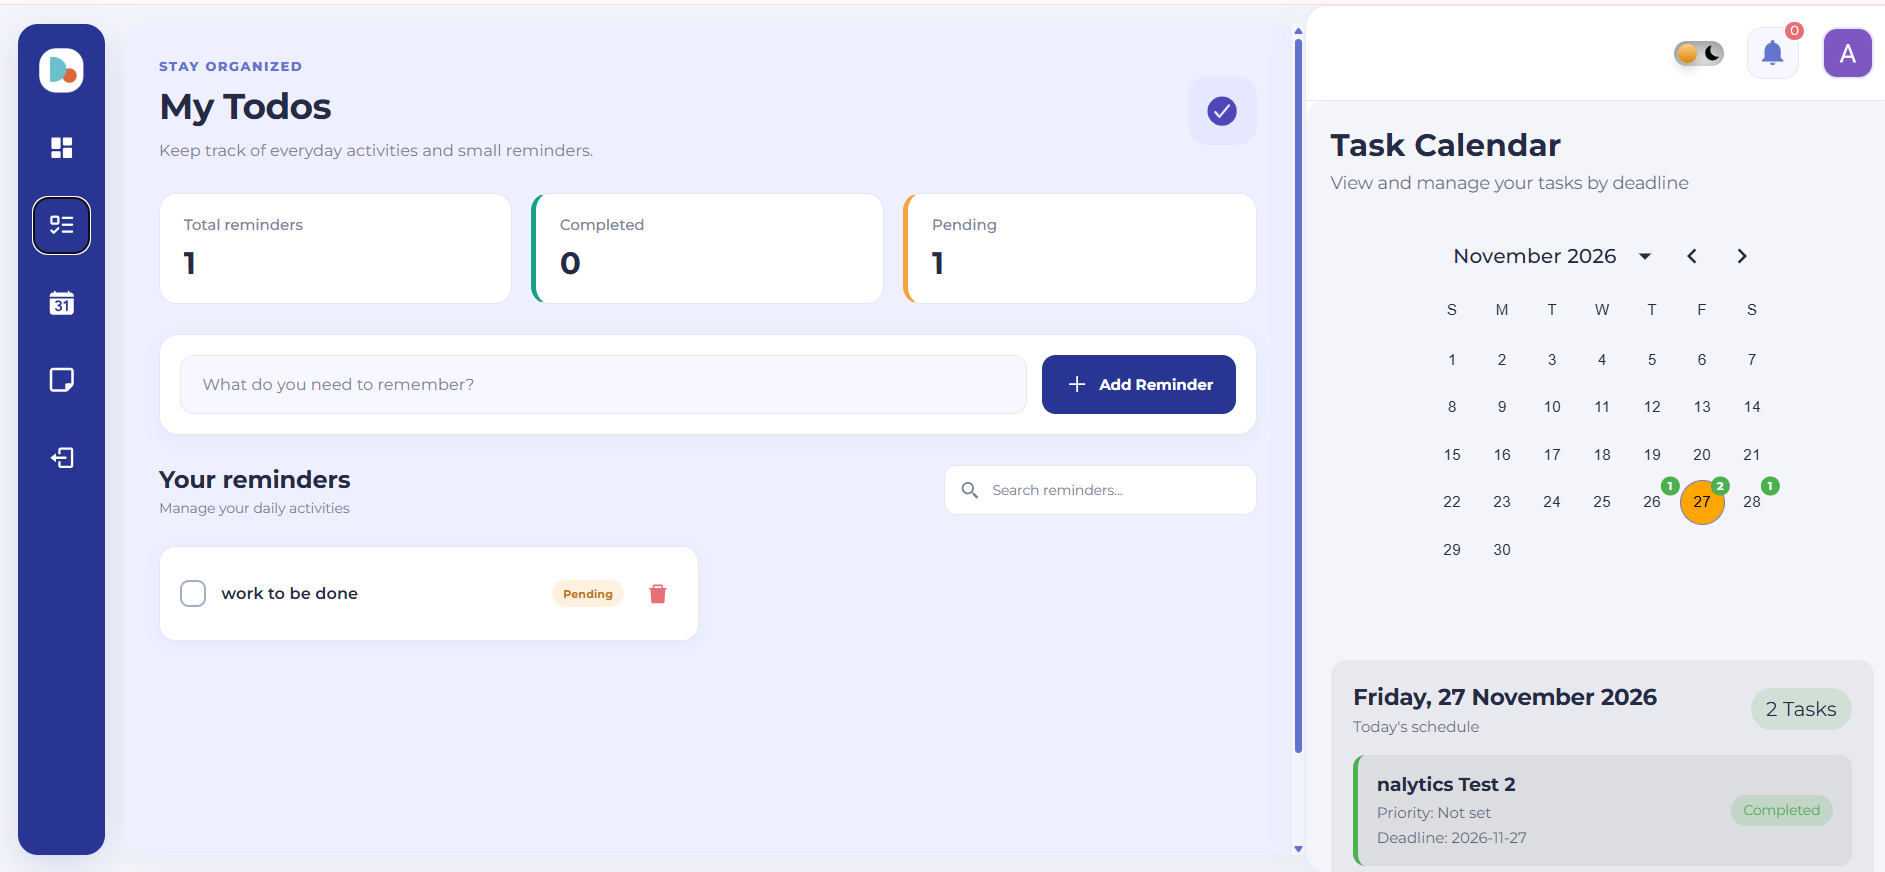 STAY ORGANIZED
My Todos
Keep track of everyday activities and small reminders.
Total reminders
1
Completed
0
Pending
1
What do you need to remember?
+ Add Reminder
Your reminders
Manage your daily activities
Search reminders...
work to be done
Pending
31
0
A
Task Calendar
View and manage your tasks by deadline
November 2026
S M T W T F S
1 2 3 4 5 6 7
8 9 10 11 12 13 14
15 16 17 18 19 20 21
1 2 1
22 23 24 25 26 27 28
29 30
Friday, 27 November 2026
Today's schedule
2 Tasks
nalytics Test 2
Priority: Not set
Deadline: 2026-11-27
Completed